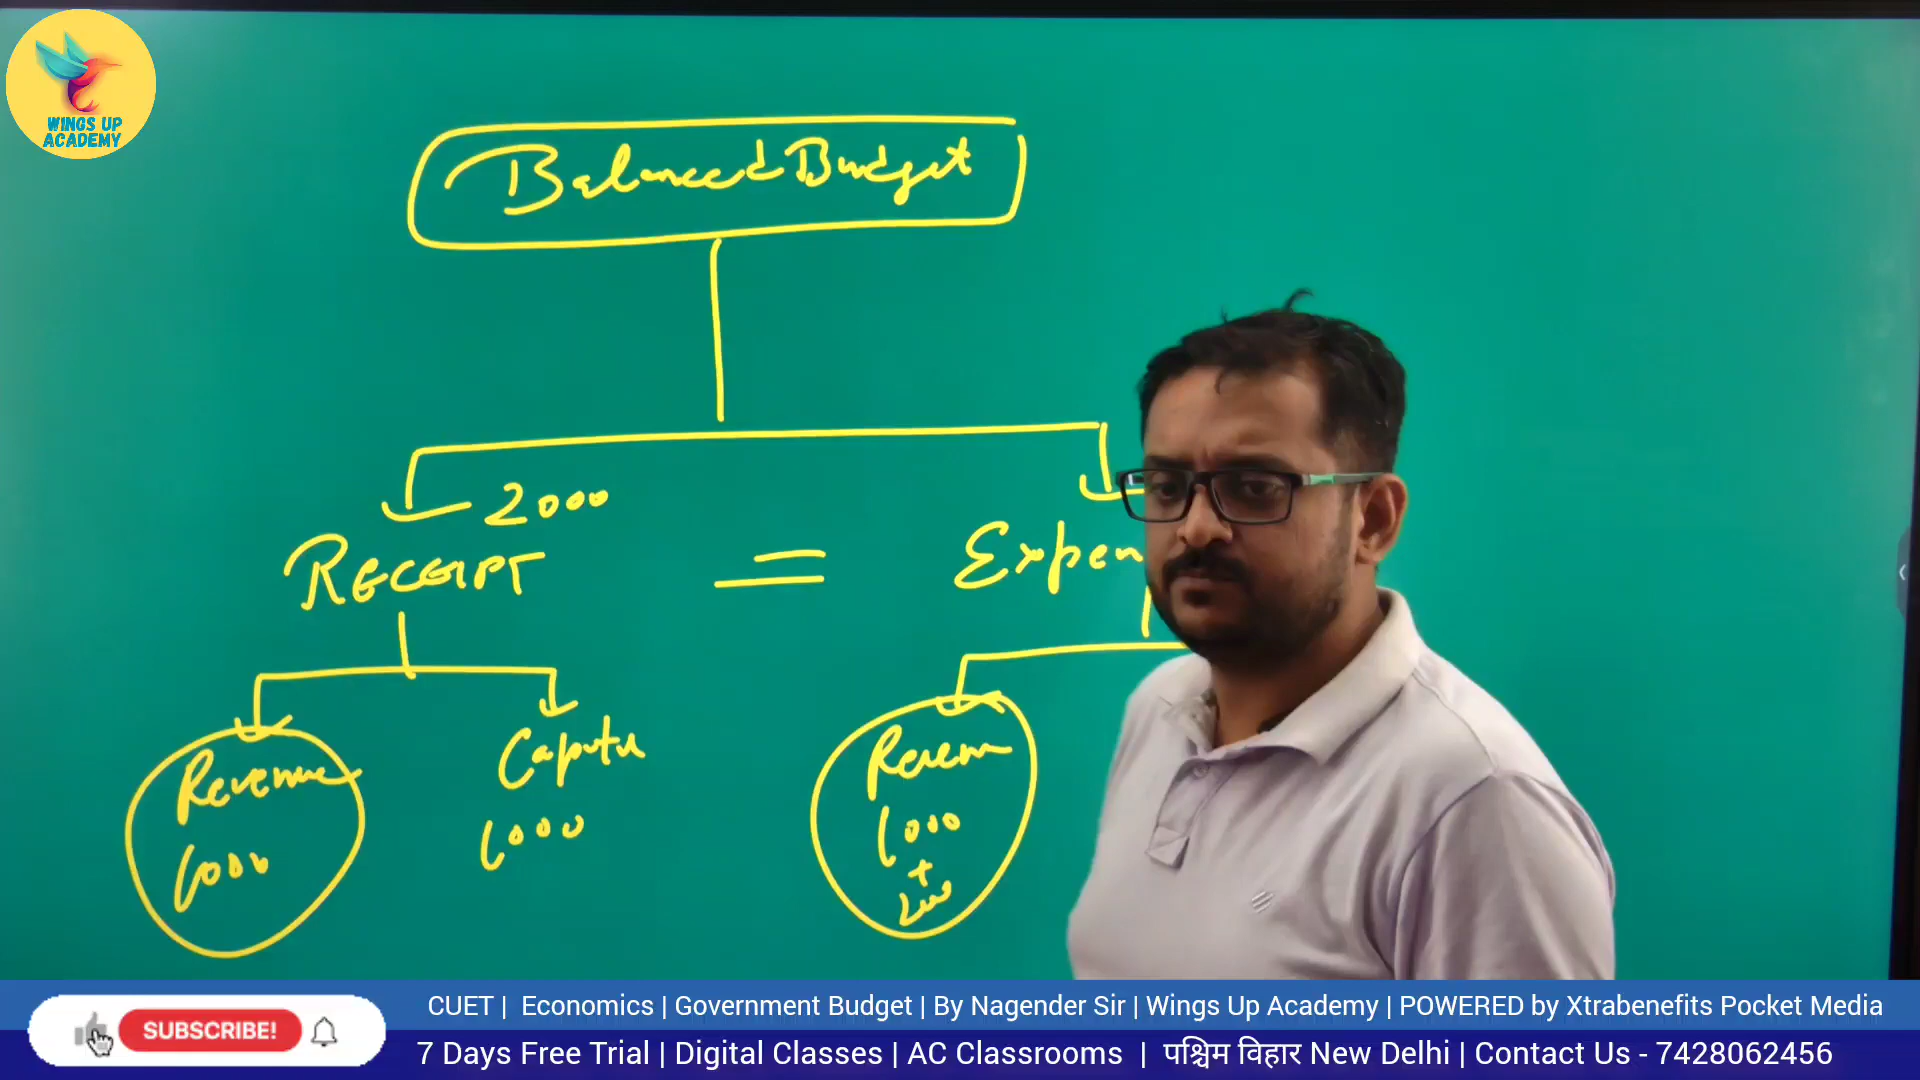 WINGS UP
ACADEMY
Balanced Budget
2000
RECEIPT
=
Expen
Revenue
1000
Capital
1000
Revenue
1000
+
SUBSCRIBE!
CUET | Economics | Government Budget | By Nagender Sir | Wings Up Academy | POWERED by Xtrabenefits Pocket Media
7 Days Free Trial | Digital Classes | AC Classrooms | पश्चिम विहार New Delhi | Contact Us - 7428062456